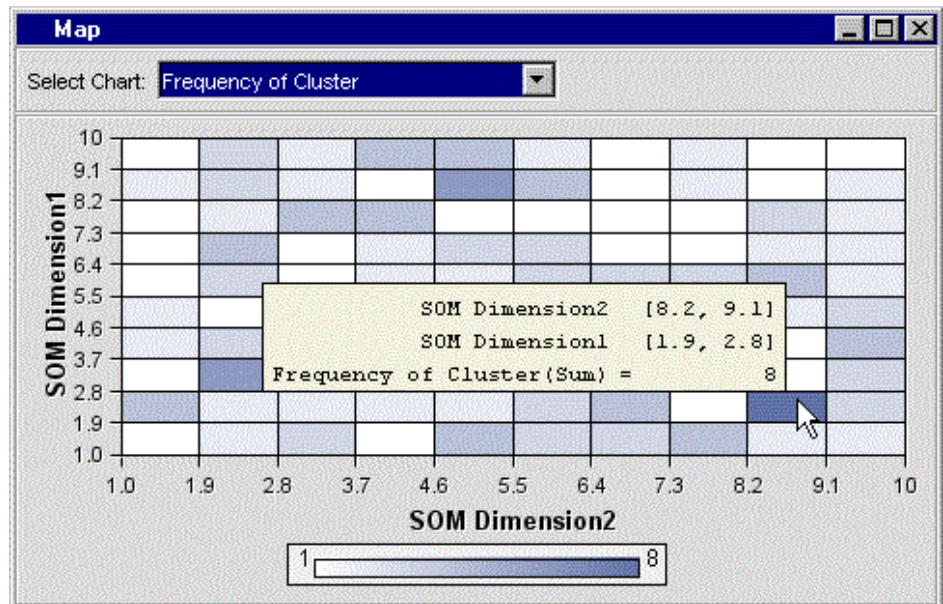 Map
Select Chart: Frequency of Cluster
SOM Dimension1
10
9.1
8.2
7.3
6.4
5.5
4.6
3.7
2.8
1.9
1.0
SOM Dimension2 [8.2, 9.1]
SOM Dimension1 [1.9, 2.8]
Frequency of Cluster(Sum) = 8
1.0 1.9 2.8 3.7 4.6 5.5 6.4 7.3 8.2 9.1 10
SOM Dimension2
1 8